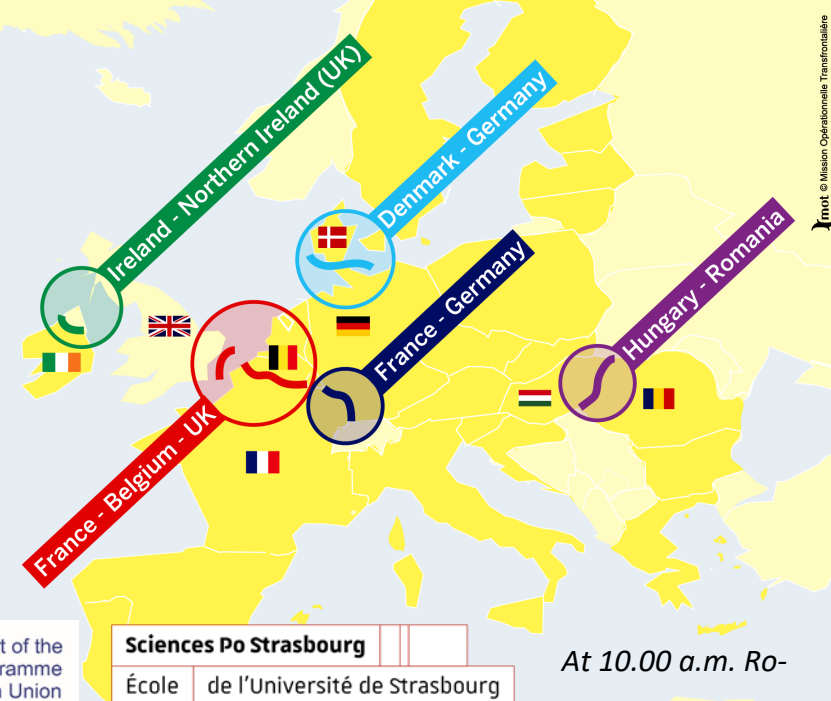 Ireland - Northern Ireland (UK)
Denmark - Germany
France - Germany
Hungary - Romania
France - Belgium - UK
mot © Mission Opérationnelle Transfrontalière
t of the
ramme
Union
Sciences Po Strasbourg
École de l'Université de Strasbourg
At 10.00 a.m. Ro-